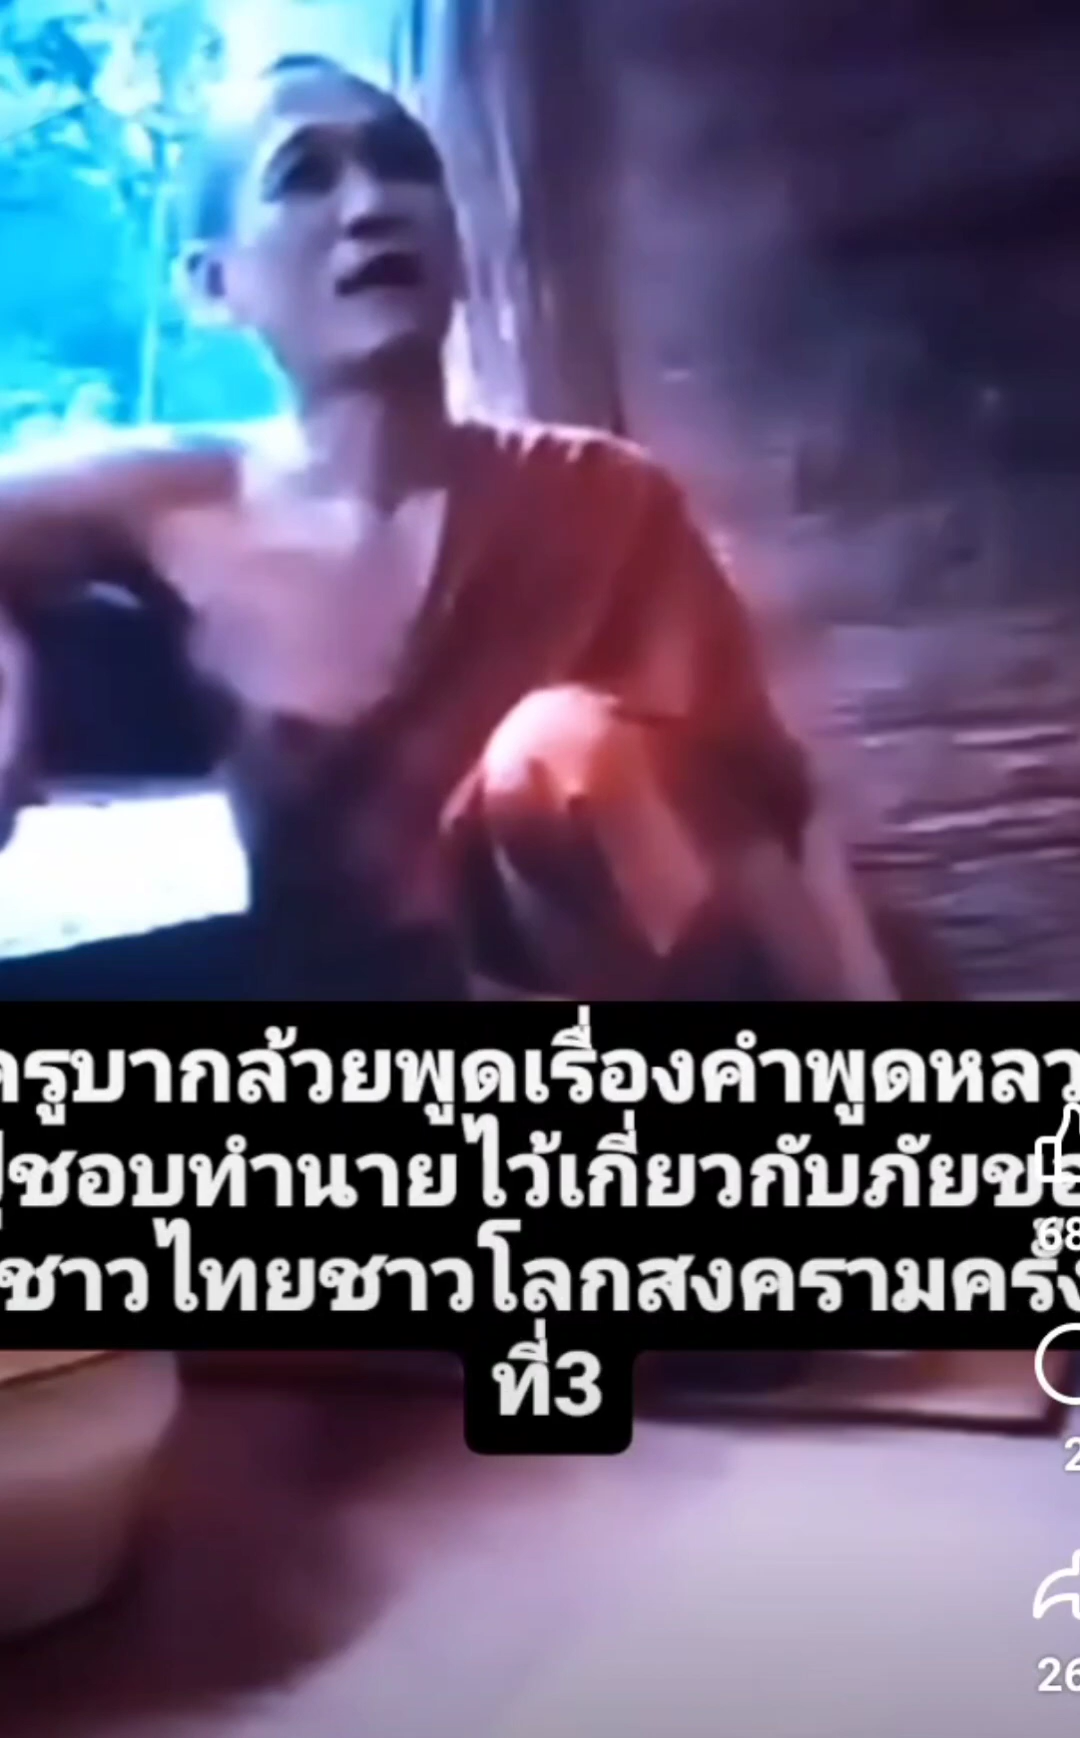 ครูบากล้วยพูดเรื่องคำพูดหลว
ปู่ชอบทำนายไว้เกี่ยวกับภัยขอ
ชาวไทยชาวโลกสงครามครั้ง
ที่3
68
2
26